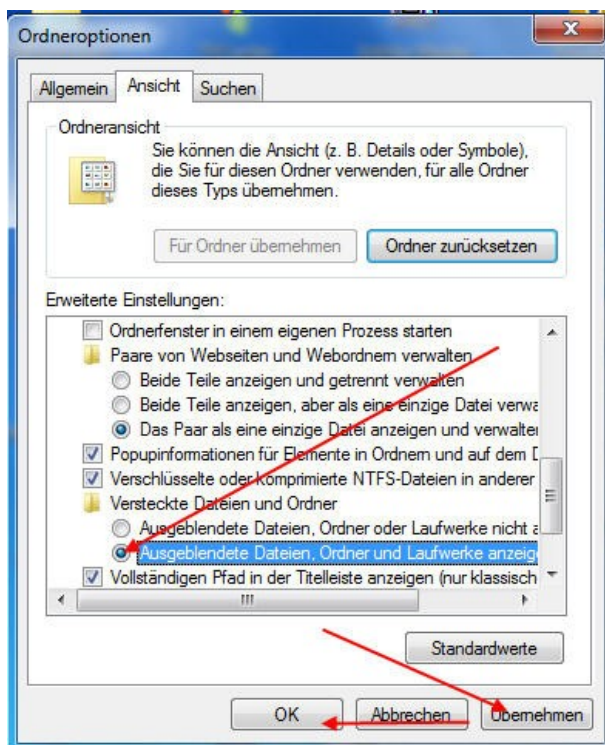 Ordneroptionen
Allgemein Ansicht Suchen
Ordneransicht
Sie können die Ansicht (z. B. Details oder Symbole),
die Sie für diesen Ordner verwenden, für alle Ordner
dieses Typs übernehmen.
Für Ordner übernehmen Ordner zurücksetzen
Erweiterte Einstellungen:
Ordnerfenster in einem eigenen Prozess starten
Paare von Webseiten und Webordnern verwalten
Beide Teile anzeigen und getrennt verwalten
Beide Teile anzeigen, aber als eine einzige Datei verwa
Das Paar als eine einzige Datei anzeigen und verwalten
Popupinformationen für Elemente in Ordnern und auf dem D
Verschlüsselte oder komprimierte NTFS-Dateien in anderer
Versteckte Dateien und Ordner
Ausgeblendete Dateien, Ordner oder Laufwerke nicht a
Ausgeblendete Dateien, Ordner und Laufwerke anzeig
Vollständigen Pfad in der Titelleiste anzeigen (nur klassisch
Standardwerte
OK Abbrechen Übernehmen